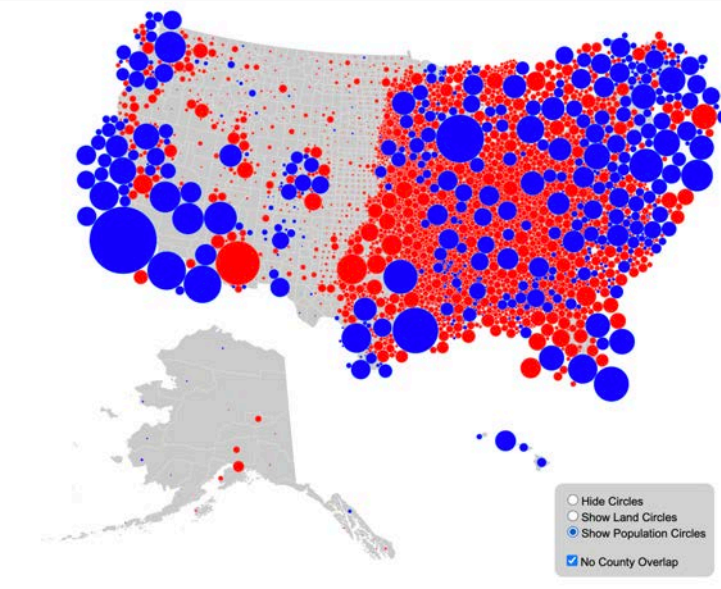 Hide Circles
Show Land Circles
Show Population Circles
No County Overlap